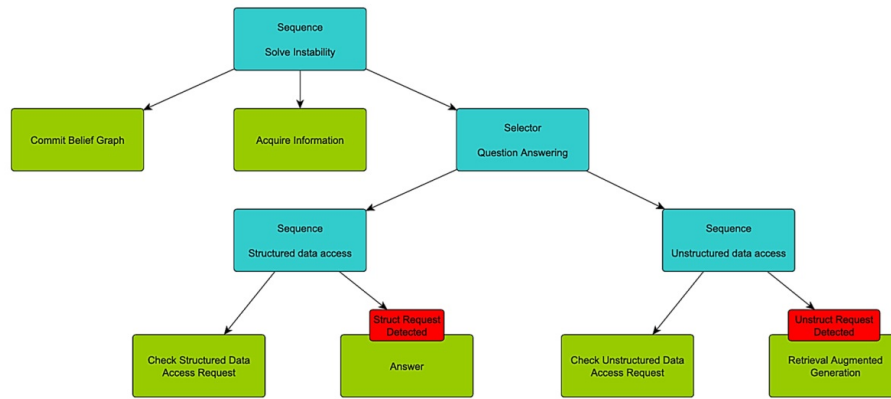 Sequence
Solve Instability
Commit Belief Graph
Acquire Information
Selector
Question Answering
Sequence
Structured data access
Sequence
Unstructured data access
Check Structured Data
Access Request
Struct Request
Detected
Answer
Check Unstructured Data
Access Request
Unstruct Request
Detected
Retrieval Augmented
Generation